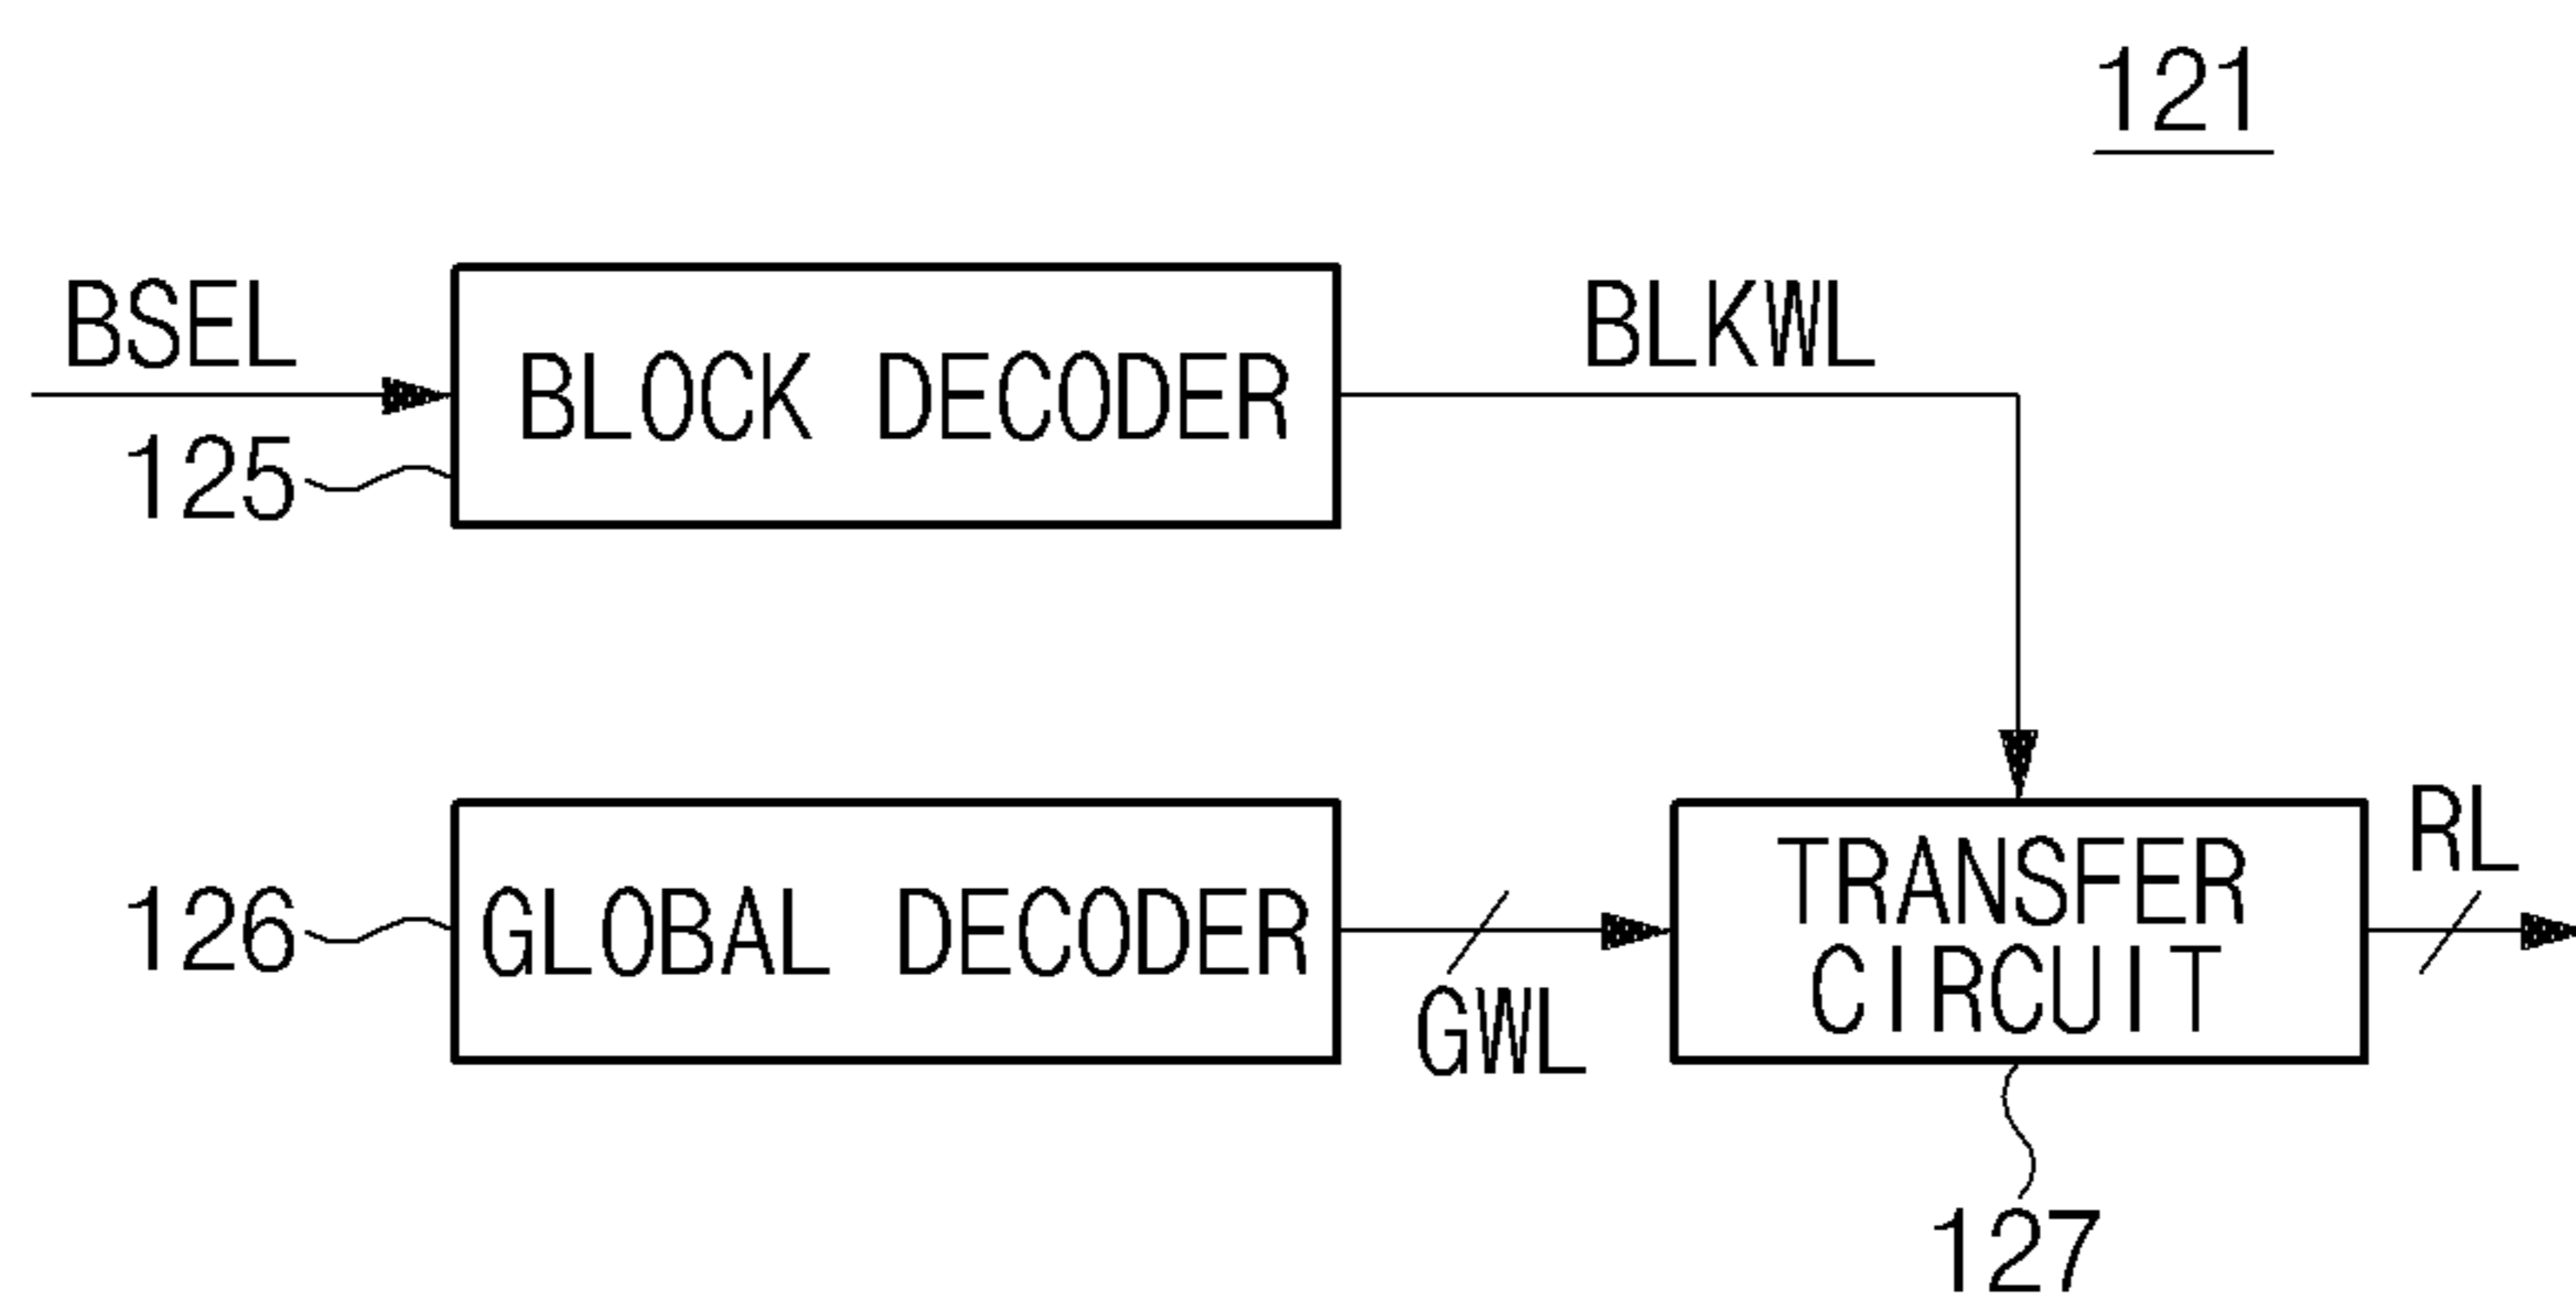 121
BSEL
BLOCK DECODER
BLKWL
125
126
GLOBAL DECODER
GWL
TRANSFER
CIRCUIT
RL
127